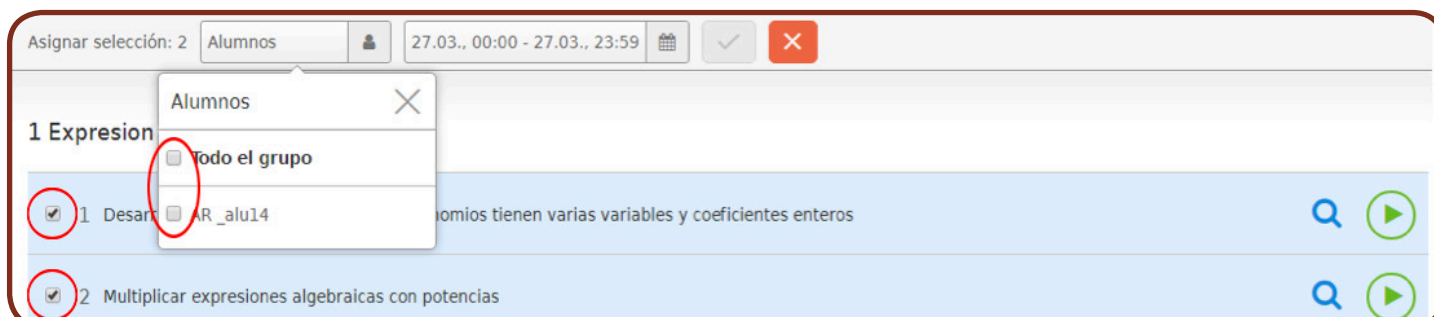 Asignar selección: 2 Alumnos 27.03., 00:00 - 27.03., 23:59
Alumnos
1 Expresion
Todo el grupo
AR _alu14
1 Desarr nomios tienen varias variables y coeficientes enteros
2 Multiplicar expresiones algebraicas con potencias